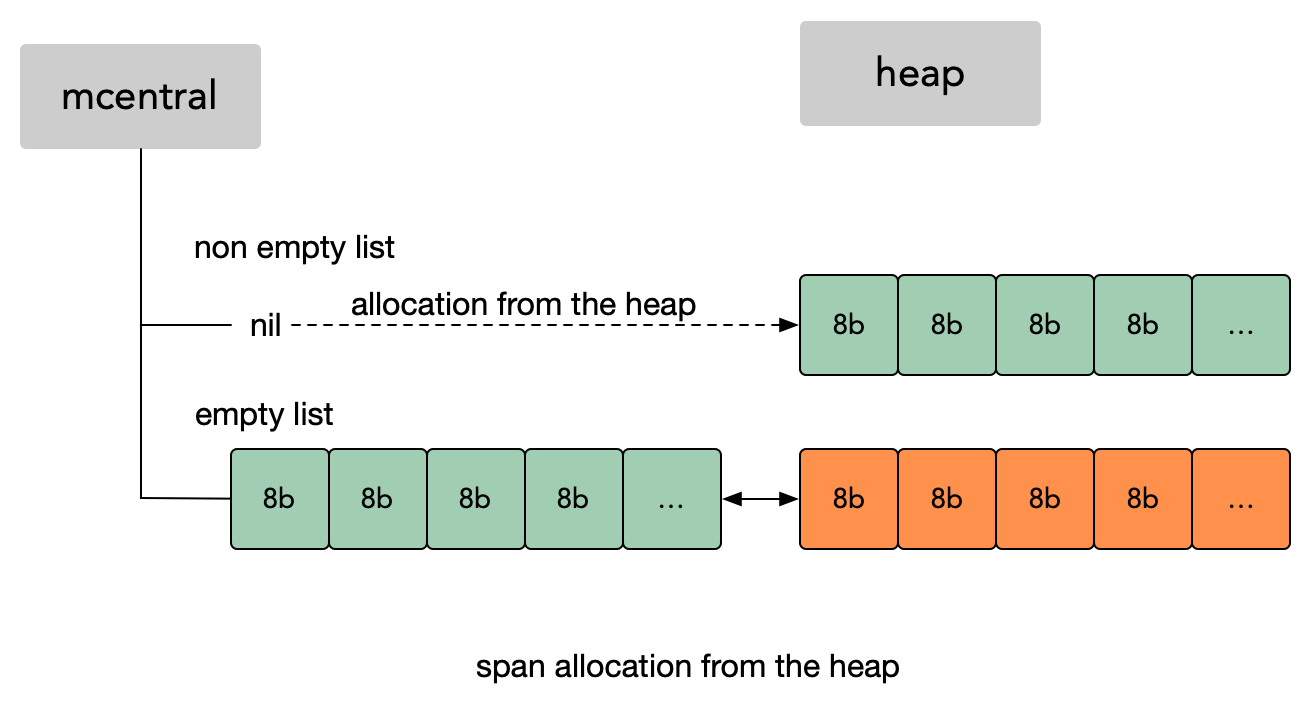 mcentral
heap
non empty list
allocation from the heap
nil
8b 8b 8b 8b ...
empty list
8b 8b 8b 8b ...
8b 8b 8b 8b ...
span allocation from the heap